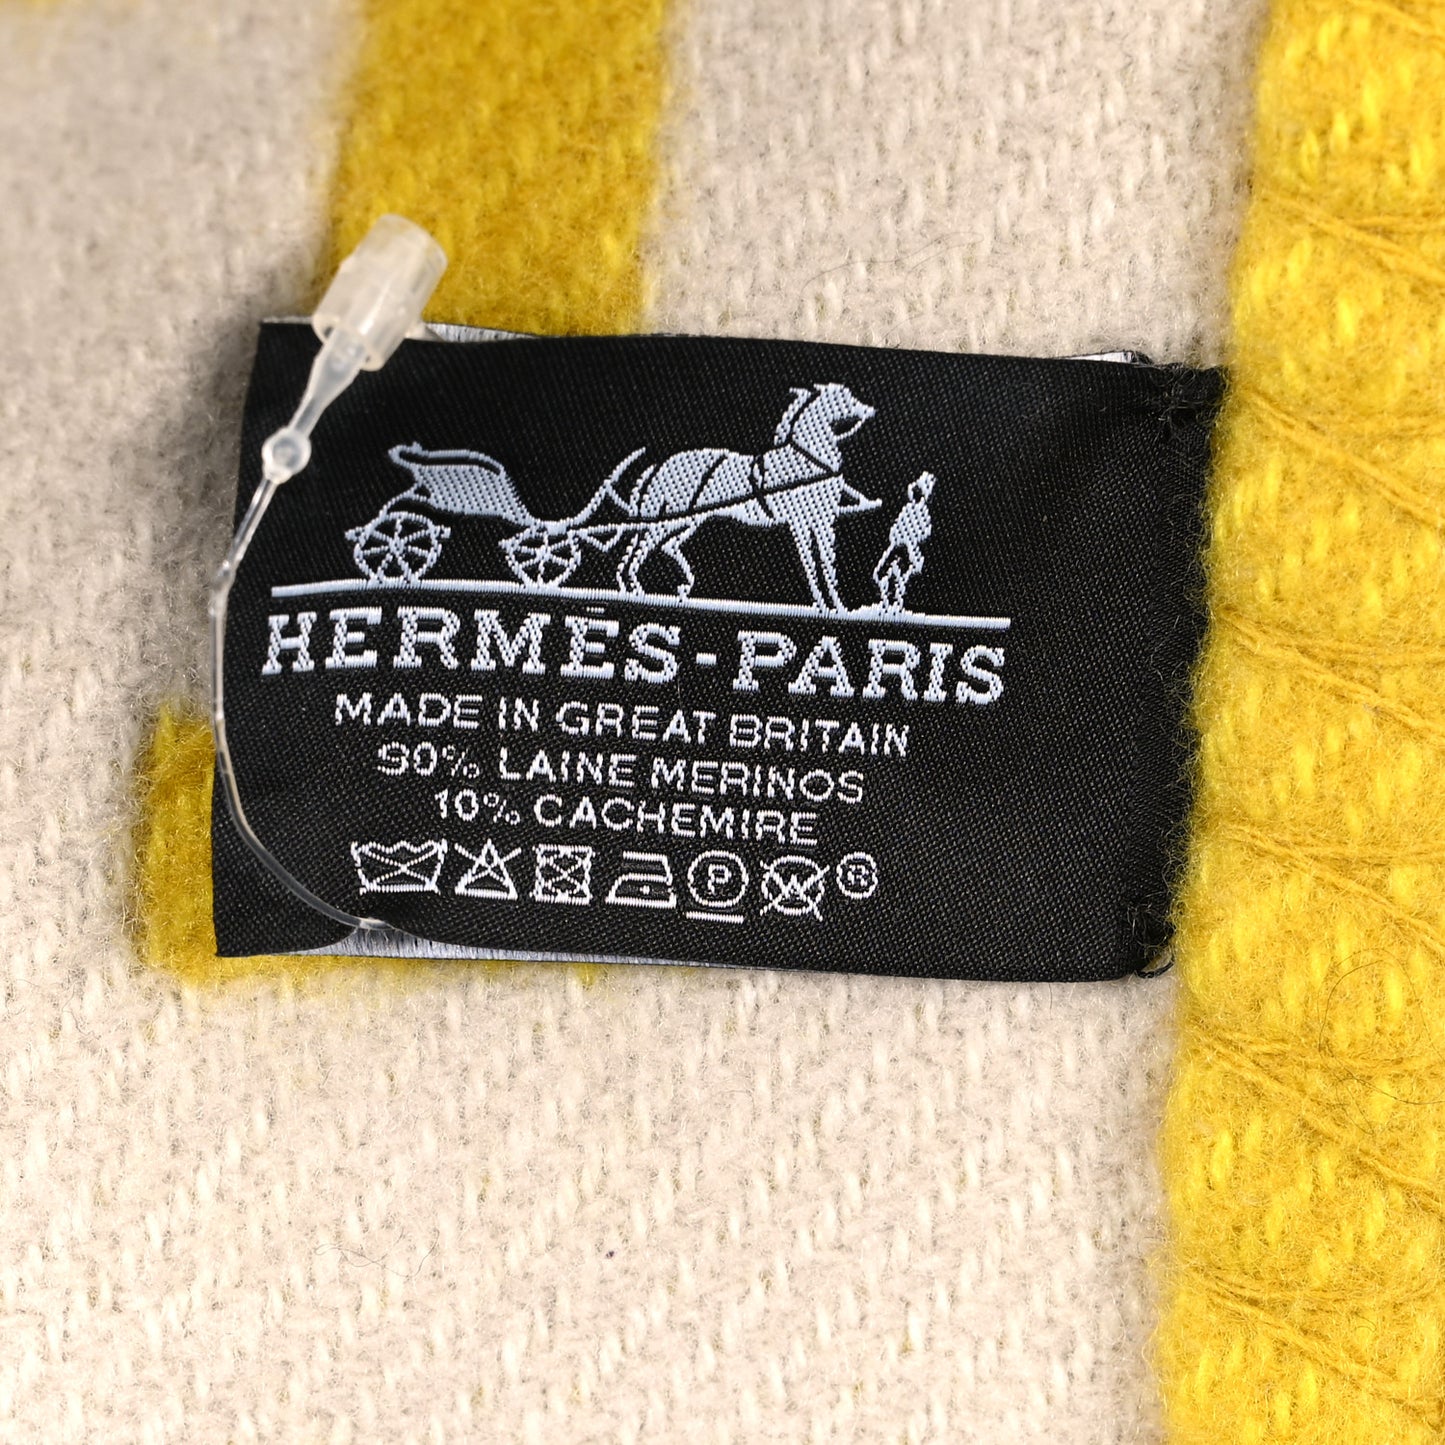 HERMÈS-PARIS
MADE IN GREAT BRITAIN
90% LAINE MERINOS
10% CACHEMIRE
P W ®